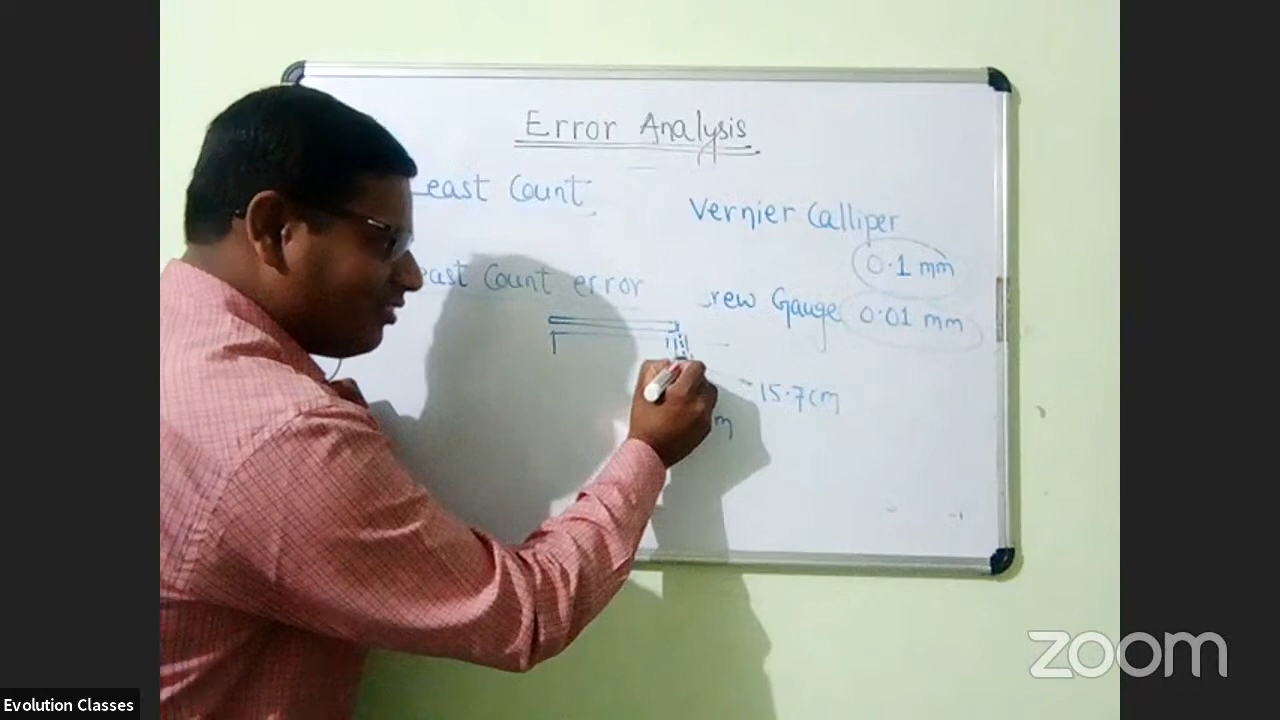 Error Analysis
east Count
Vernier Calliper
0.1 mm
east Count error
rew Gauge 0.01 mm
15.7cm
m
zoom
Evolution Classes